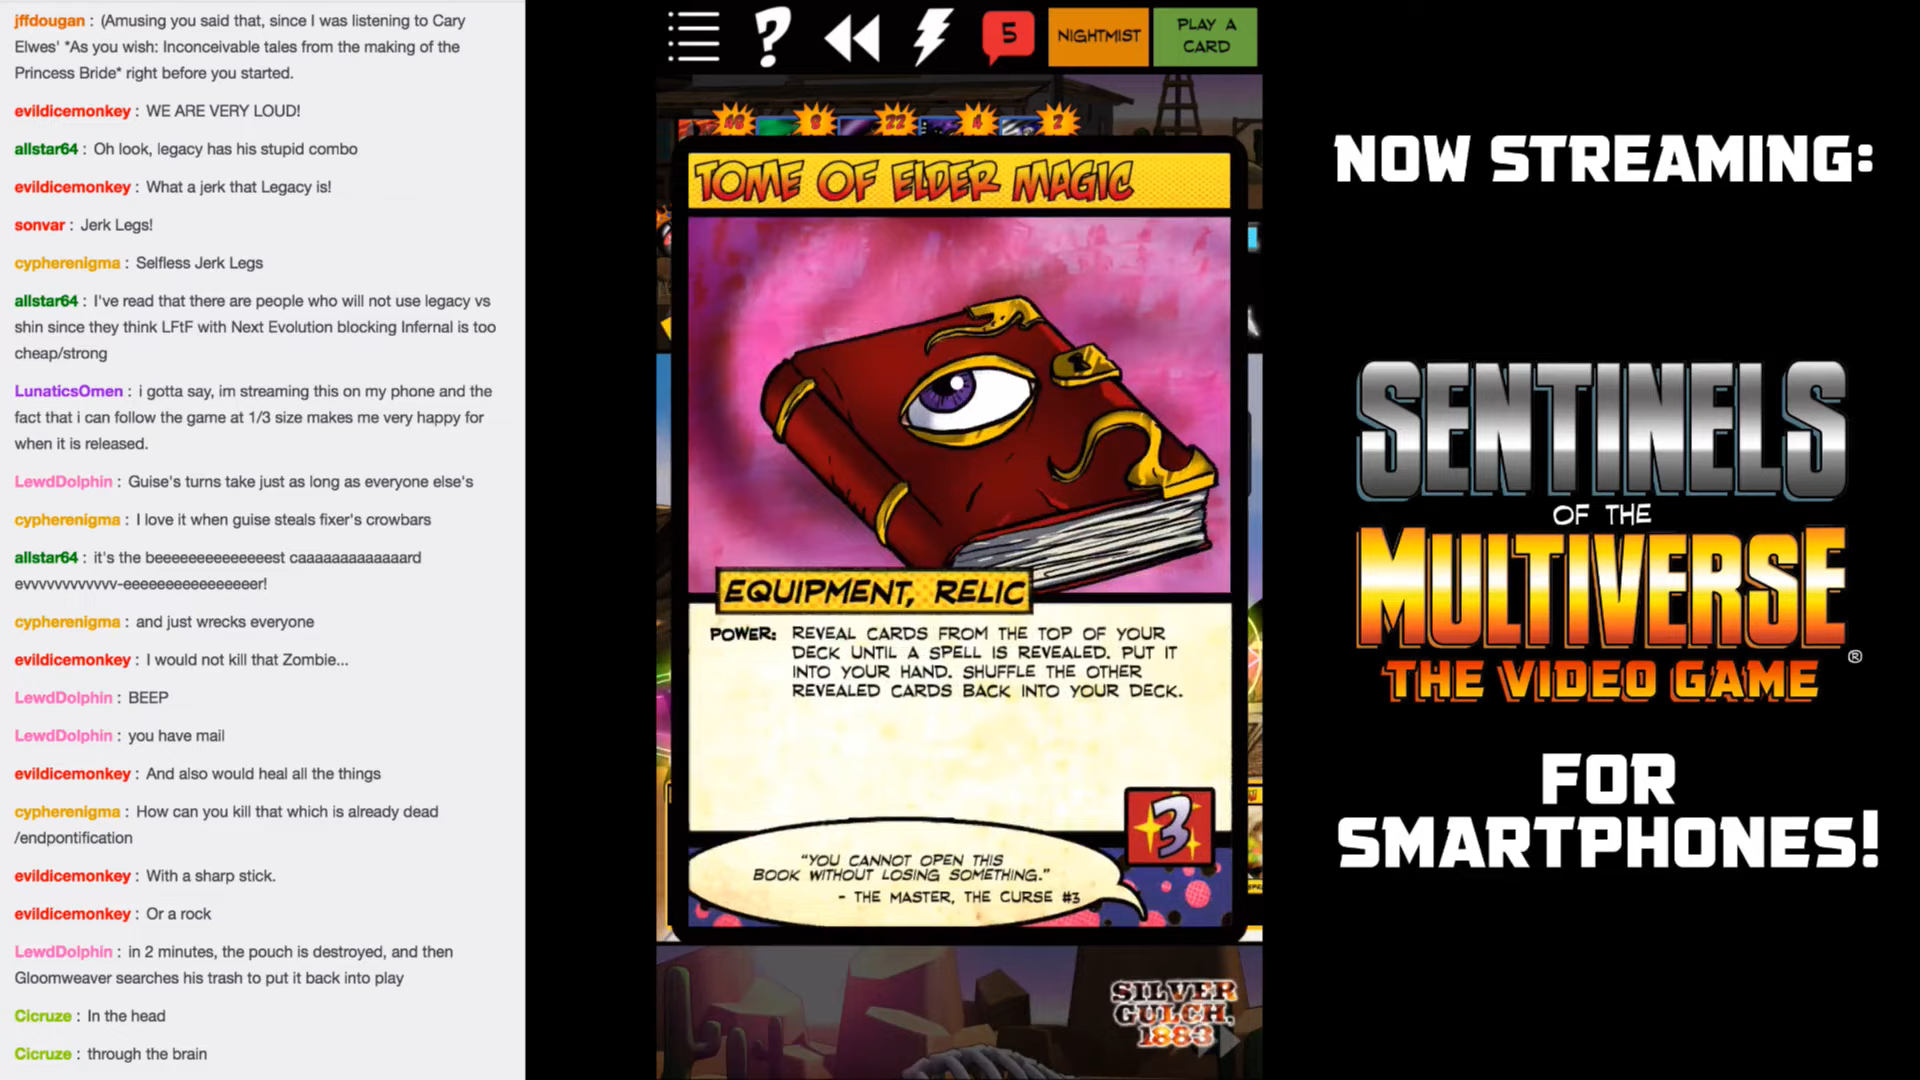 jffdougan : (Amusing you said that, since I was listening to Cary
Elwes' *As you wish: Inconceivable tales from the making of the
Princess Bride* right before you started.
evildicemonkey : WE ARE VERY LOUD!
allstar64 : Oh look, legacy has his stupid combo
evildicemonkey : What a jerk that Legacy is!
sonvar : Jerk Legs!
cypherenigma : Selfless Jerk Legs
allstar64 : I've read that there are people who will not use legacy vs
shin since they think LFtF with Next Evolution blocking Infernal is too
cheap/strong
LunaticsOmen : i gotta say, im streaming this on my phone and the
fact that i can follow the game at 1/3 size makes me very happy for
when it is released.
LewdDolphin : Guise's turns take just as long as everyone else's
cypherenigma : I love it when guise steals fixer's crowbars
allstar64 : it's the beeeeeeeeeeeeeest caaaaaaaaaaaaard
evvvvvvvvvvv-eeeeeeeeeeeeeeer!
cypherenigma : and just wrecks everyone
evildicemonkey : I would not kill that Zombie...
LewdDolphin : BEEP
LewdDolphin : you have mail
evildicemonkey : And also would heal all the things
cypherenigma : How can you kill that which is already dead
/endpontification
evildicemonkey : With a sharp stick.
evildicemonkey : Or a rock
LewdDolphin : in 2 minutes, the pouch is destroyed, and then
Gloomweaver searches his trash to put it back into play
Cicruze : In the head
Cicruze : through the brain
?
5
NIGHTMIST
PLAY A
CARD
8
22
4
2
TOME OF ELDER MAGIC
EQUIPMENT, RELIC
POWER: REVEAL CARDS FROM THE TOP OF YOUR
DECK UNTIL A SPELL IS REVEALED. PUT IT
INTO YOUR HAND. SHUFFLE THE OTHER
REVEALED CARDS BACK INTO YOUR DECK.
3
"YOU CANNOT OPEN THIS
BOOK WITHOUT LOSING SOMETHING."
- THE MASTER, THE CURSE #3
SILVER
GULCH,
1883
NOW STREAMING:
SENTINELS
OF THE
MULTIVERSE
®
THE VIDEO GAME
FOR
SMARTPHONES!